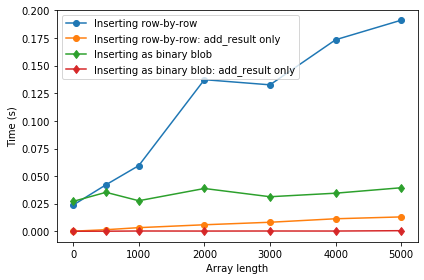 Inserting row-by-row
Inserting row-by-row: add_result only
Inserting as binary blob
Inserting as binary blob: add_result only
Time (s)
0.200
0.175
0.150
0.125
0.100
0.075
0.050
0.025
0.000
0 1000 2000 3000 4000 5000
Array length